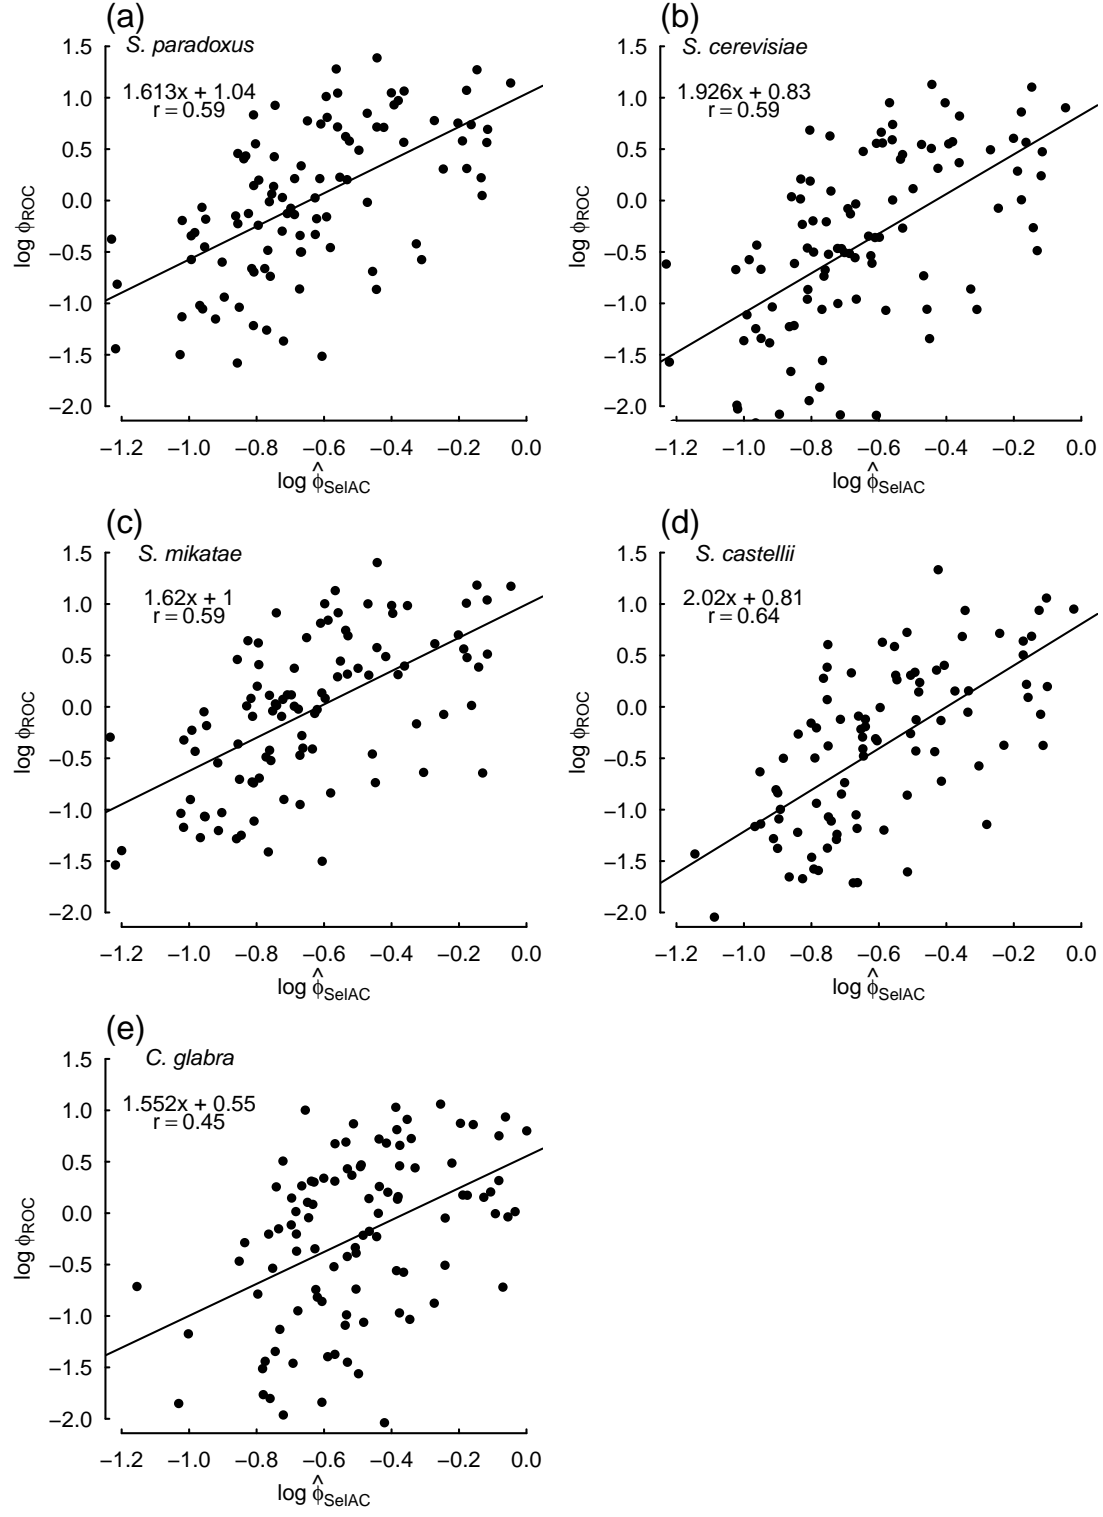 (a)
S. paradoxus
1.613x + 1.04
r = 0.59
1.5
1.0
0.5
0.0
−0.5
−1.0
−1.5
−2.0
log ϕROC
−1.2 −1.0 −0.8 −0.6 −0.4 −0.2 0.0
log ϕ̂SelAC
(b)
S. cerevisiae
1.926x + 0.83
r = 0.59
1.5
1.0
0.5
0.0
−0.5
−1.0
−1.5
−2.0
log ϕROC
−1.2 −1.0 −0.8 −0.6 −0.4 −0.2 0.0
log ϕ̂SelAC
(c)
S. mikatae
1.62x + 1
r = 0.59
1.5
1.0
0.5
0.0
−0.5
−1.0
−1.5
−2.0
log ϕROC
−1.2 −1.0 −0.8 −0.6 −0.4 −0.2 0.0
log ϕ̂SelAC
(d)
S. castellii
2.02x + 0.81
r = 0.64
1.5
1.0
0.5
0.0
−0.5
−1.0
−1.5
−2.0
log ϕROC
−1.2 −1.0 −0.8 −0.6 −0.4 −0.2 0.0
log ϕ̂SelAC
(e)
C. glabra
1.552x + 0.55
r = 0.45
1.5
1.0
0.5
0.0
−0.5
−1.0
−1.5
−2.0
log ϕROC
−1.2 −1.0 −0.8 −0.6 −0.4 −0.2 0.0
log ϕ̂SelAC